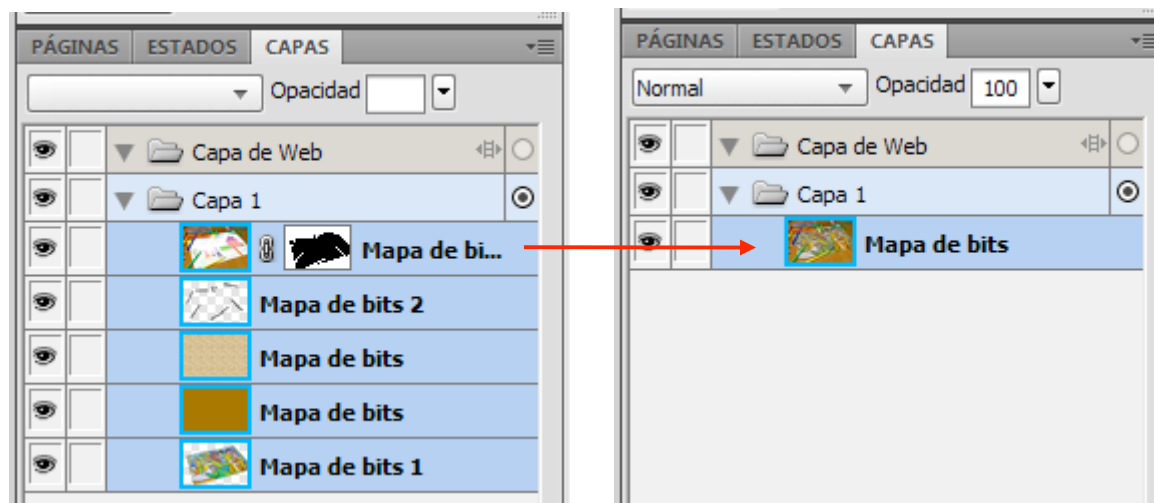 PÁGINAS ESTADOS CAPAS
Opacidad
Capa de Web
Capa 1
Mapa de bi...
Mapa de bits 2
Mapa de bits
Mapa de bits
Mapa de bits 1
PÁGINAS ESTADOS CAPAS
Normal Opacidad 100
Capa de Web
Capa 1
Mapa de bits